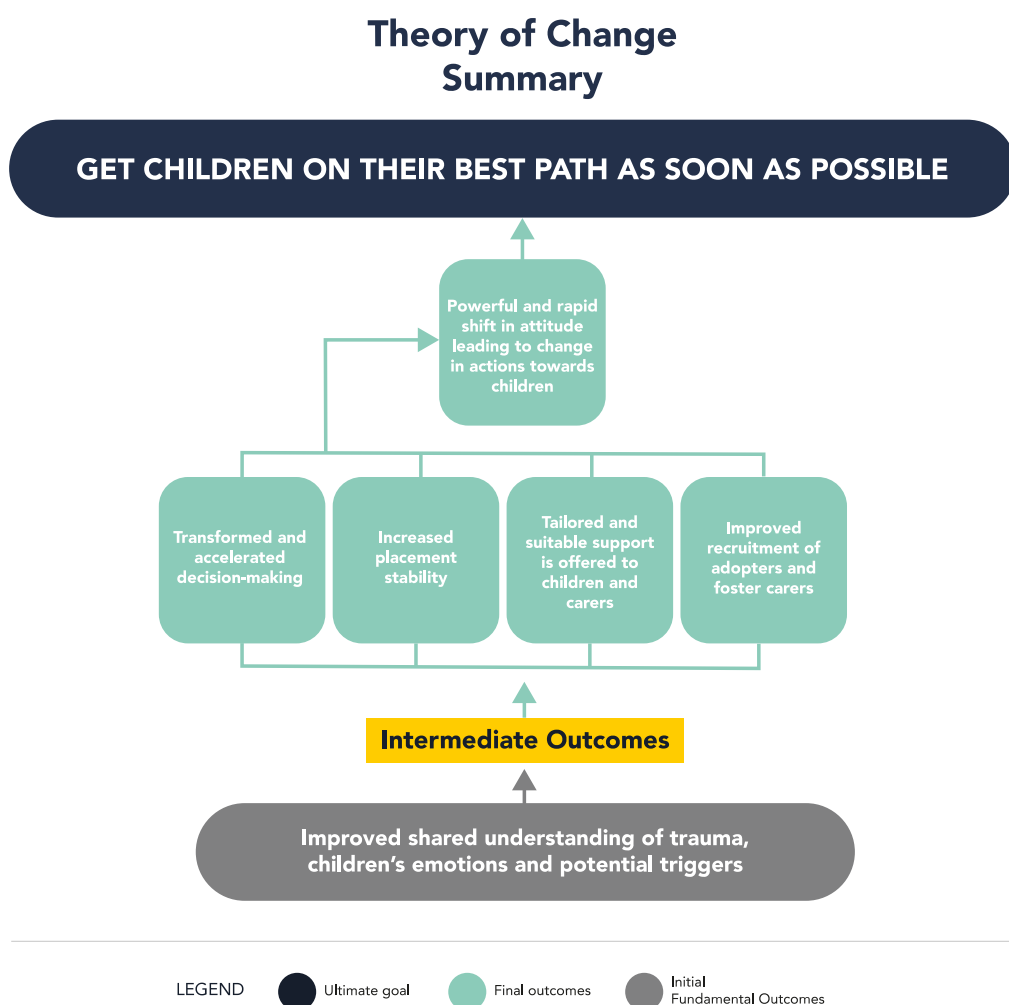 Theory of Change
Summary
GET CHILDREN ON THEIR BEST PATH AS SOON AS POSSIBLE
Powerful and rapid
shift in attitude
leading to change
in actions towards
children
Transformed and
accelerated
decision-making
Increased
placement
stability
Tailored and
suitable support
is offered to
children and
carers
Improved
recruitment of
adopters and
foster carers
Intermediate Outcomes
Improved shared understanding of trauma,
children’s emotions and potential triggers
LEGEND
Ultimate goal
Final outcomes
Initial
Fundamental Outcomes